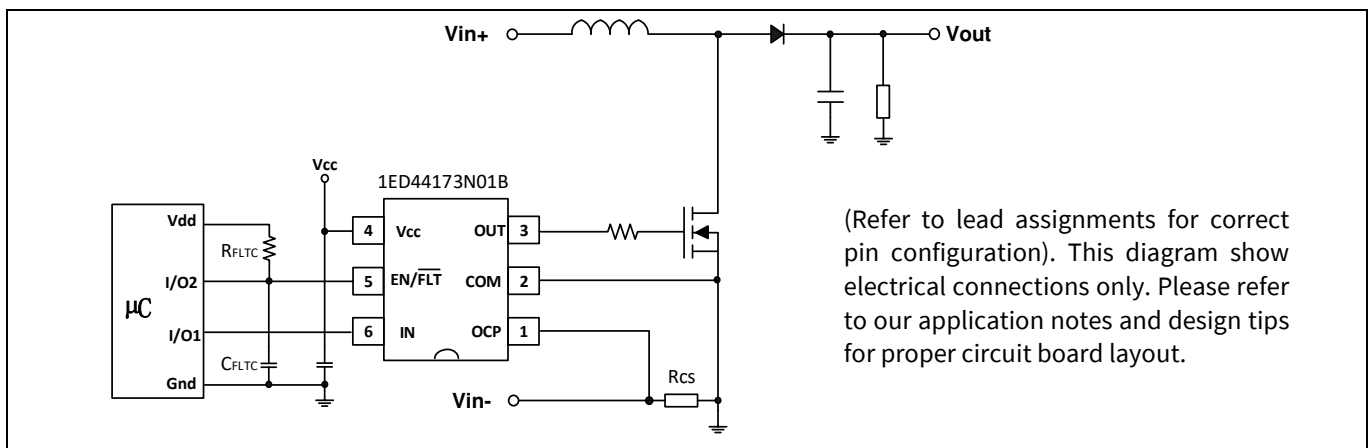 Vin+
Vout
Vcc
1ED44173N01B
Vdd
4
Vcc
OUT
3
RFLTC
I/O2
5
EN/FLT
COM
2
µC
I/O1
6
IN
OCP
1
CFLTC
Gnd
Rcs
Vin-
(Refer to lead assignments for correct
pin configuration). This diagram show
electrical connections only. Please refer
to our application notes and design tips
for proper circuit board layout.